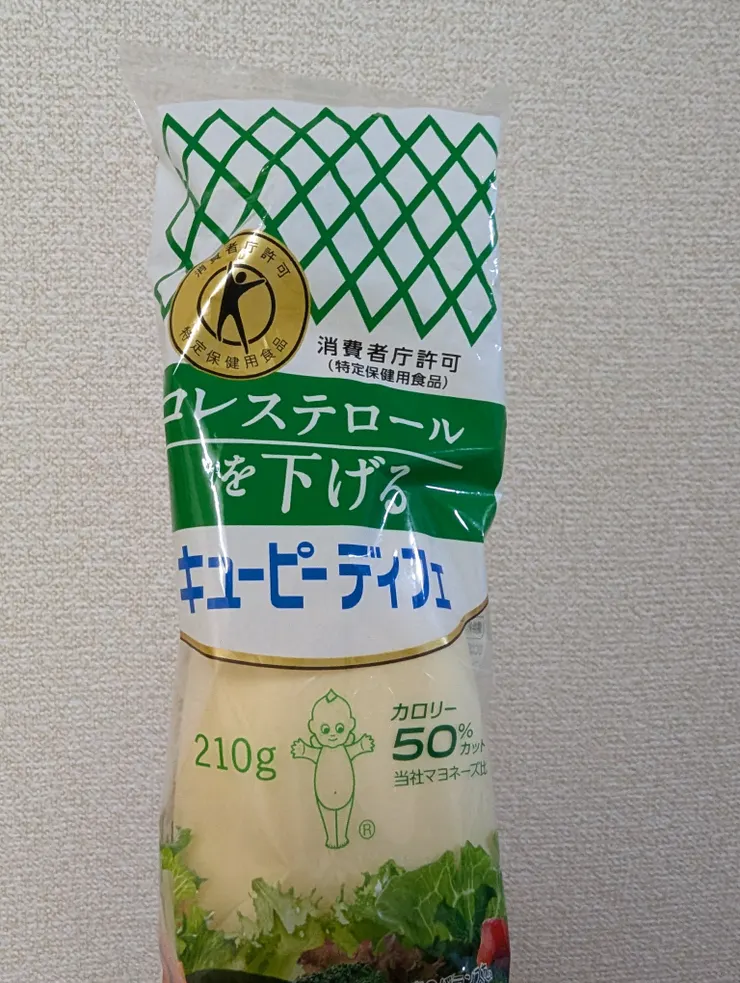 消費者庁許可
特定保健用食品
消費者庁許可
(特定保健用食品)
コレステロール
を下げる
キューピーディフェ
210g
カロリー
50%
カット
当社マヨネーズ比
®